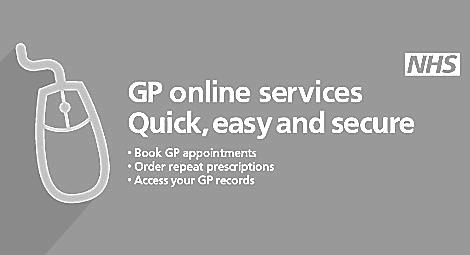 NHS
GP online services
Quick, easy and secure
• Book GP appointments
• Order repeat prescriptions
• Access your GP records